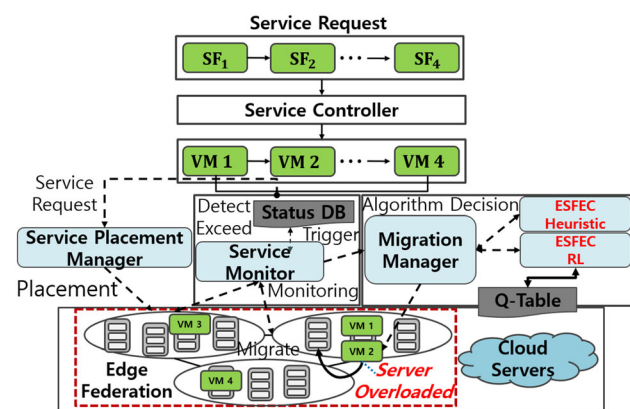 Service Request
SF1 SF2 ··· SF4
Service Controller
VM 1 VM 2 ··· VM 4
Service
Request
Detect
Exceed
Status DB
Trigger
Algorithm Decision
ESFEC
Heuristic
ESFEC
RL
Service Placement
Manager
Service
Monitor
Migration
Manager
Placement
Monitoring
Q-Table
VM 3
VM 1
Migrate
VM 2
Edge
Federation
VM 4
Server
Overloaded
Cloud
Servers